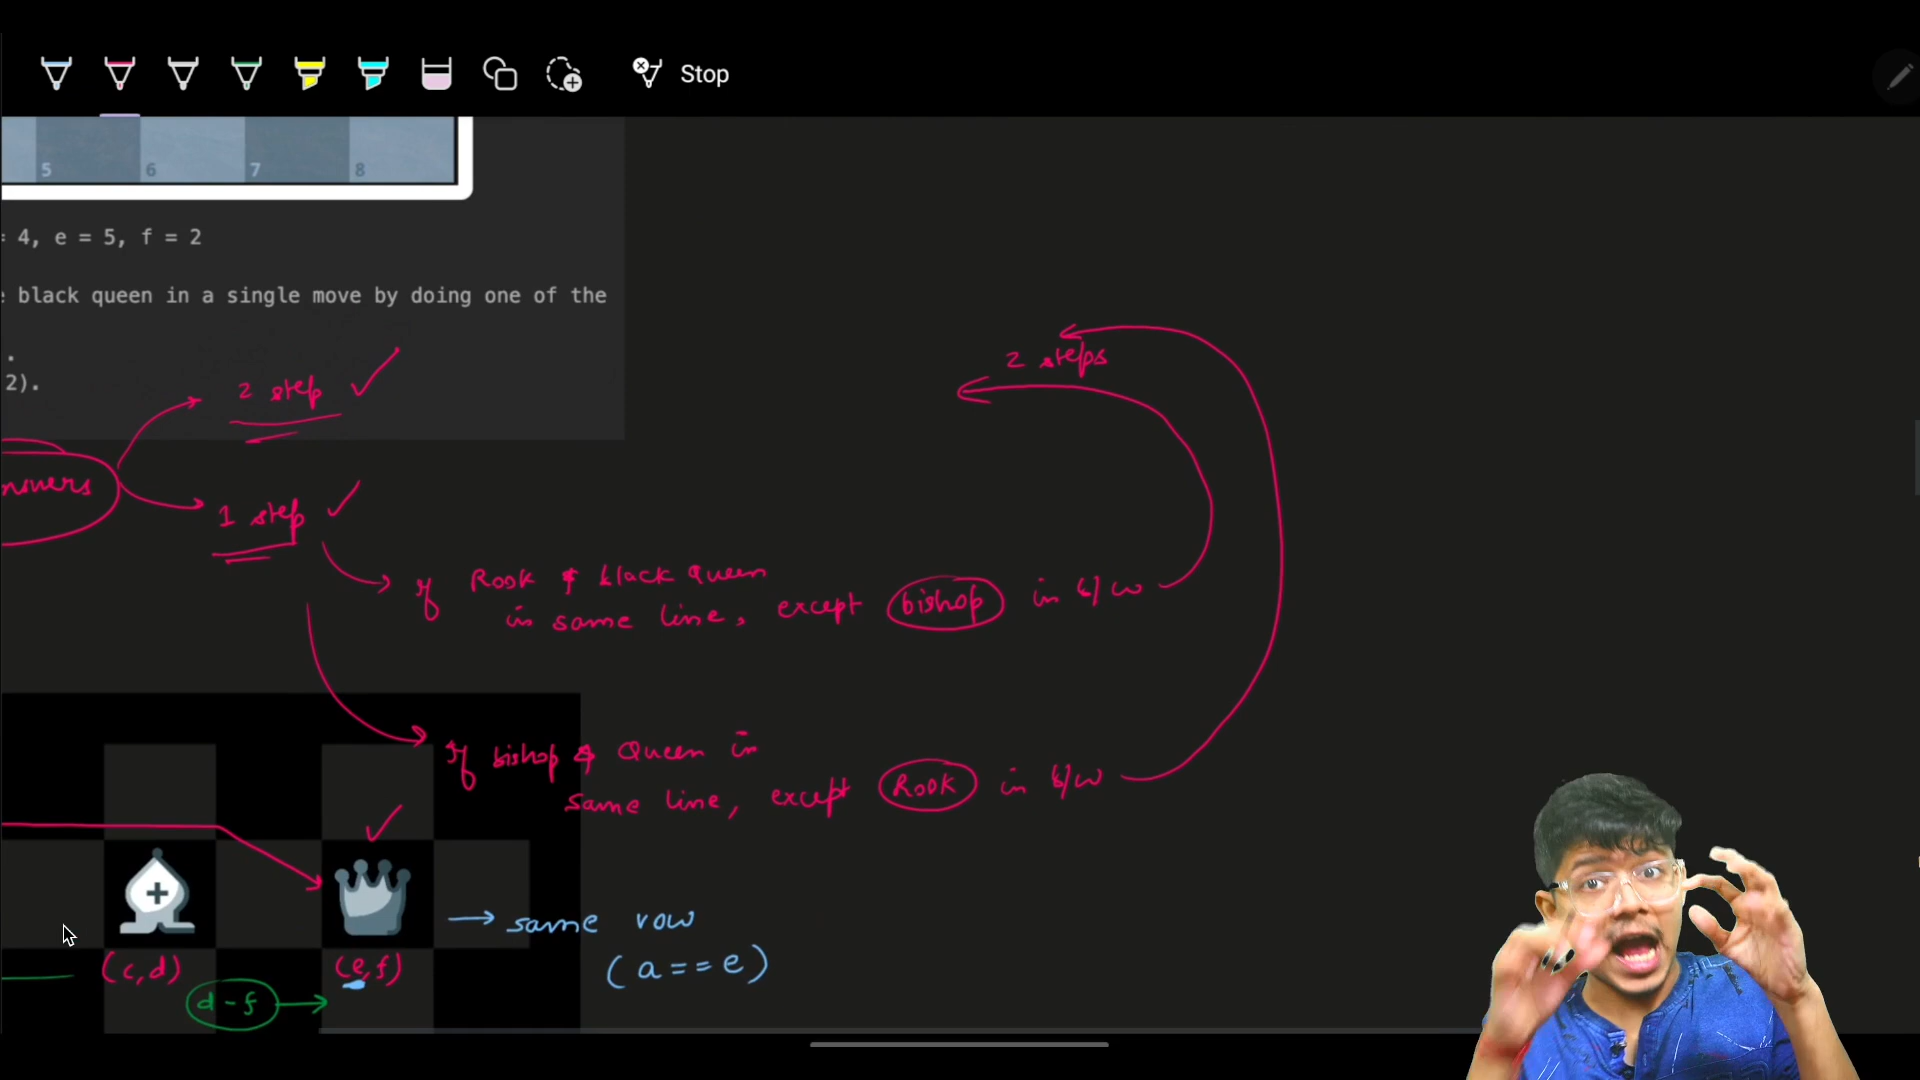 Stop
5 6 7 8
= 4, e = 5, f = 2
black queen in a single move by doing one of the
.
2).
2 step
2 steps
1 step
If Rook & black Queen
in same line, except bishop in b/w
If bishop & Queen in
same line, except Rook in b/w
same row
(a==e)
(c,d) (e,f)
d-f